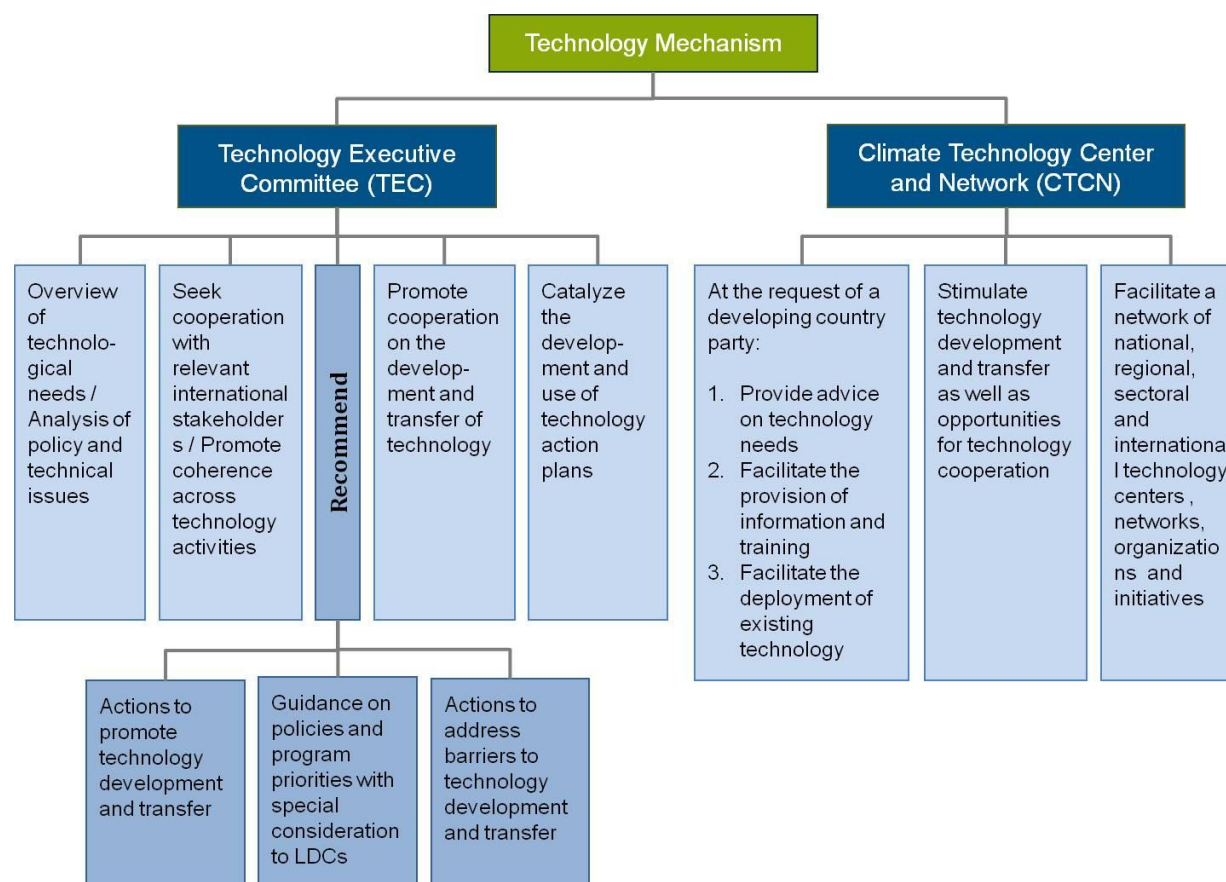 Technology Mechanism
Technology Executive
Committee (TEC)
Climate Technology Center
and Network (CTCN)
Overview
of
technolo-
gical
needs /
Analysis of
policy and
technical
issues
Seek
cooperation
with
relevant
international
stakeholder
s / Promote
coherence
across
technology
activities
Recommend
Promote
cooperation
on the
develop-
ment and
transfer of
technology
Catalyze
the
develop-
ment and
use of
technology
action
plans
At the request of a
developing country
party:
1. Provide advice
on technology
needs
2. Facilitate the
provision of
information and
training
3. Facilitate the
deployment of
existing
technology
Stimulate
technology
development
and transfer
as well as
opportunities
for technology
cooperation
Facilitate a
network of
national,
regional,
sectoral
and
internationa
l technology
centers ,
networks,
organizatio
ns and
initiatives
Actions to
promote
technology
development
and transfer
Guidance on
policies and
program
priorities with
special
consideration
to LDCs
Actions to
address
barriers to
technology
development
and transfer